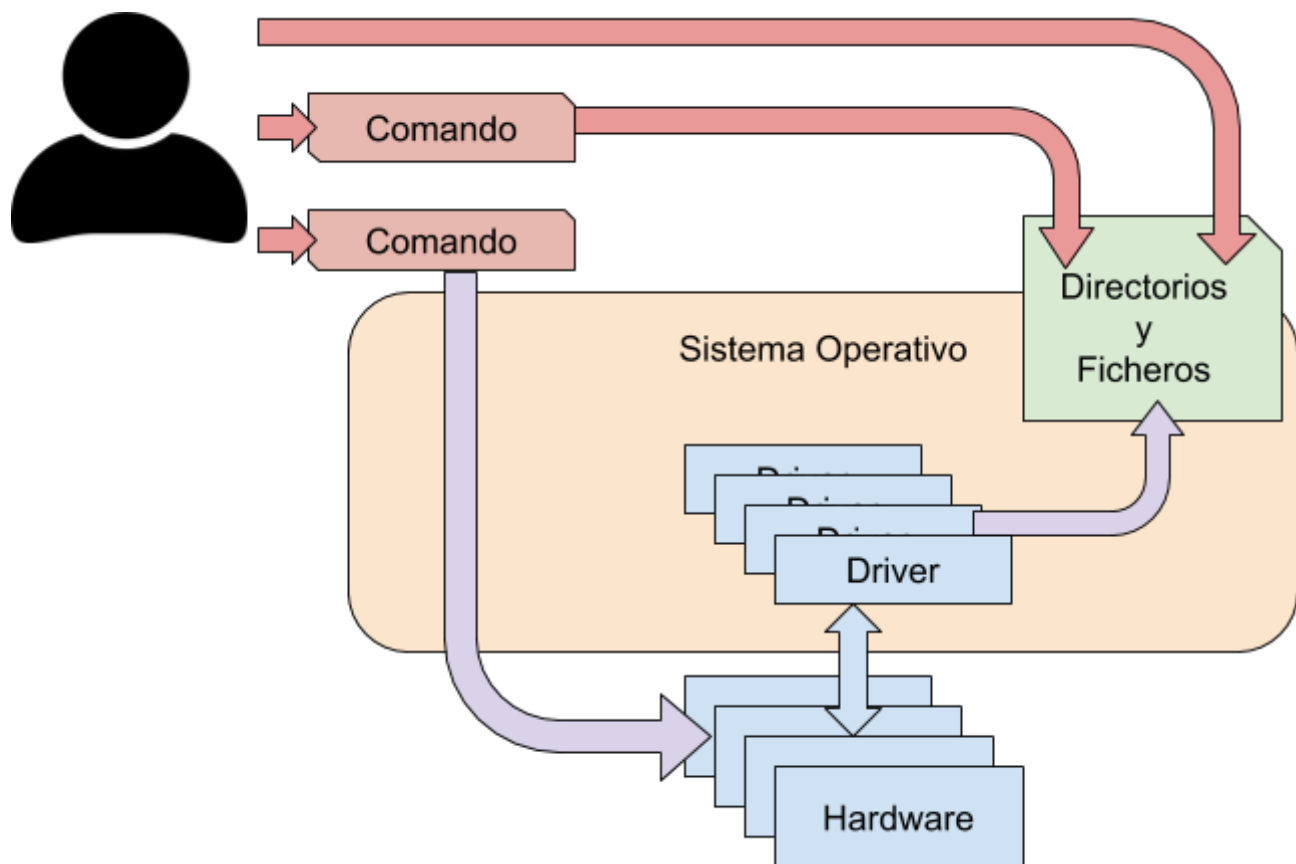 Comando
Comando
Directorios
y
Ficheros
Sistema Operativo
Driver
Hardware